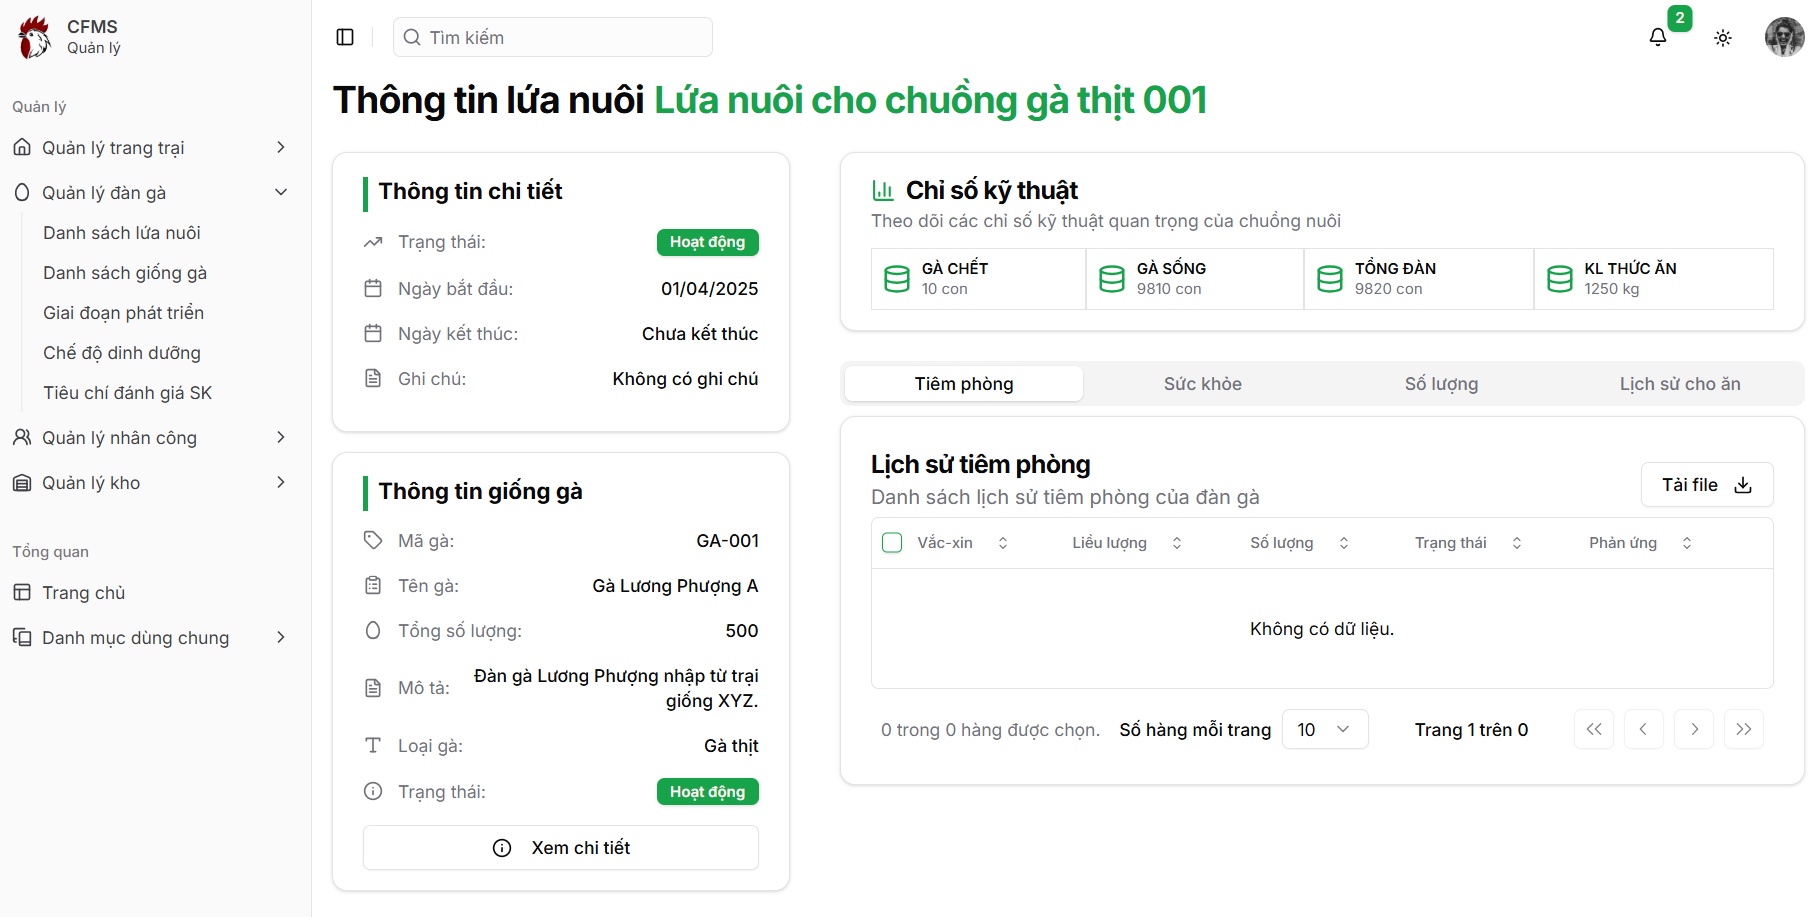 CFMS
Quản lý
Tìm kiếm
2
Quản lý
Quản lý trang trại
Quản lý đàn gà
Danh sách lứa nuôi
Danh sách giống gà
Giai đoạn phát triển
Chế độ dinh dưỡng
Tiêu chí đánh giá SK
Quản lý nhân công
Quản lý kho
Tổng quan
Trang chủ
Danh mục dùng chung
Thông tin lứa nuôi Lứa nuôi cho chuồng gà thịt 001
Thông tin chi tiết
Trạng thái: Hoạt động
Ngày bắt đầu: 01/04/2025
Ngày kết thúc: Chưa kết thúc
Ghi chú: Không có ghi chú
Thông tin giống gà
Mã gà: GA-001
Tên gà: Gà Lương Phượng A
Tổng số lượng: 500
Mô tả: Đàn gà Lương Phượng nhập từ trại
giống XYZ.
Loại gà: Gà thịt
Trạng thái: Hoạt động
Xem chi tiết
Chỉ số kỹ thuật
Theo dõi các chỉ số kỹ thuật quan trọng của chuồng nuôi
GÀ CHẾT GÀ SỐNG TỔNG ĐÀN KL THỨC ĂN
10 con 9810 con 9820 con 1250 kg
Tiêm phòng Sức khỏe Số lượng Lịch sử cho ăn
Lịch sử tiêm phòng
Danh sách lịch sử tiêm phòng của đàn gà
Tải file
Vắc-xin Liều lượng Số lượng Trạng thái Phản ứng
Không có dữ liệu.
0 trong 0 hàng được chọn. Số hàng mỗi trang 10 Trang 1 trên 0